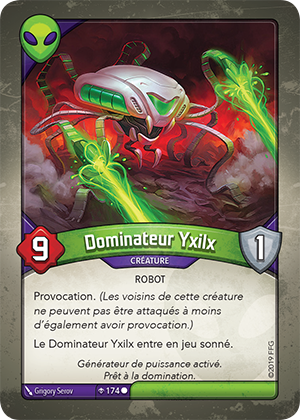 Dominateur Yxilx
CRÉATURE
9
1
ROBOT
Provocation. (Les voisins de cette créature
ne peuvent pas être attaqués à moins
d’également avoir provocation.)
Le Dominateur Yxilx entre en jeu sonné.
Générateur de puissance activé.
Prêt à la domination.
©2019 FFG
Grigory Serov
174